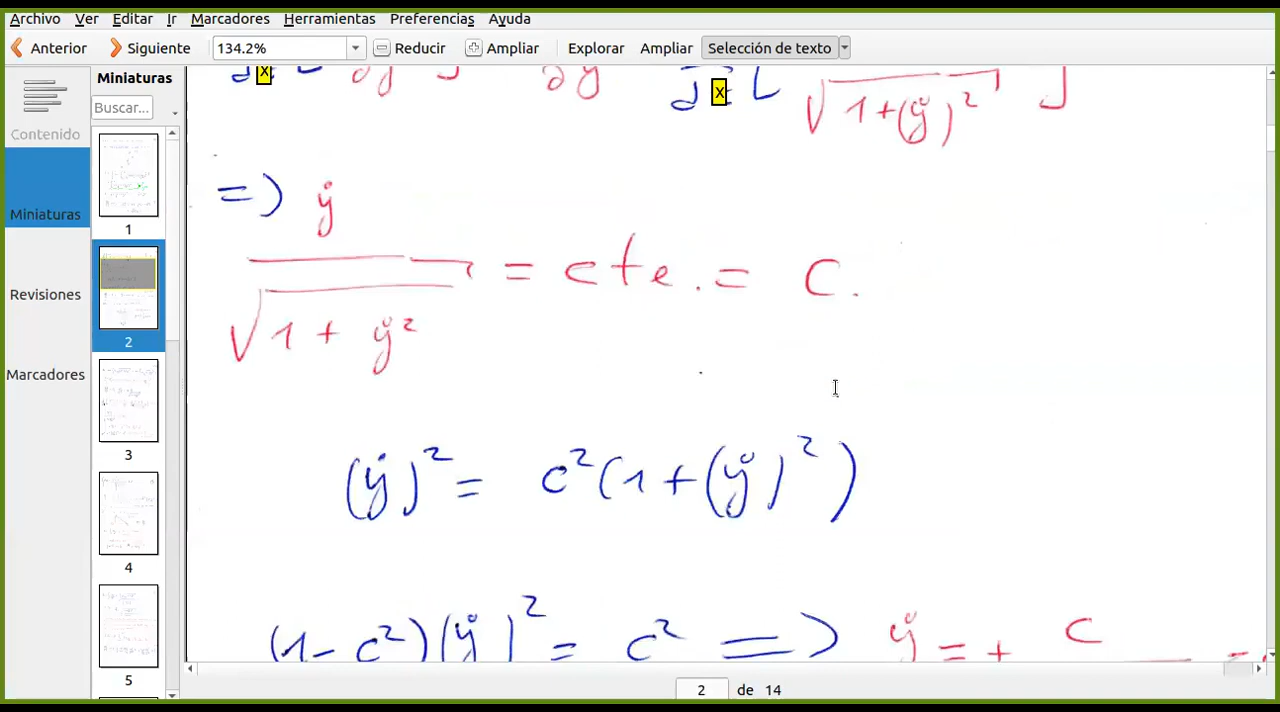 Archivo Ver Editar Ir Marcadores Herramientas Preferencias Ayuda
Anterior Siguiente 134.2% Reducir Ampliar Explorar Ampliar Selección de texto
Miniaturas
Buscar...
Contenido
Miniaturas
Revisiones
Marcadores
1
2
3
4
5
x
x
√1+(ẏ)²
=> ẏ
= cte. = C.
√1 + ẏ²
(ẏ)² = c²(1+(ẏ)²)
(1-c²)(ẏ)² = c² => ẏ = + C
2 de 14